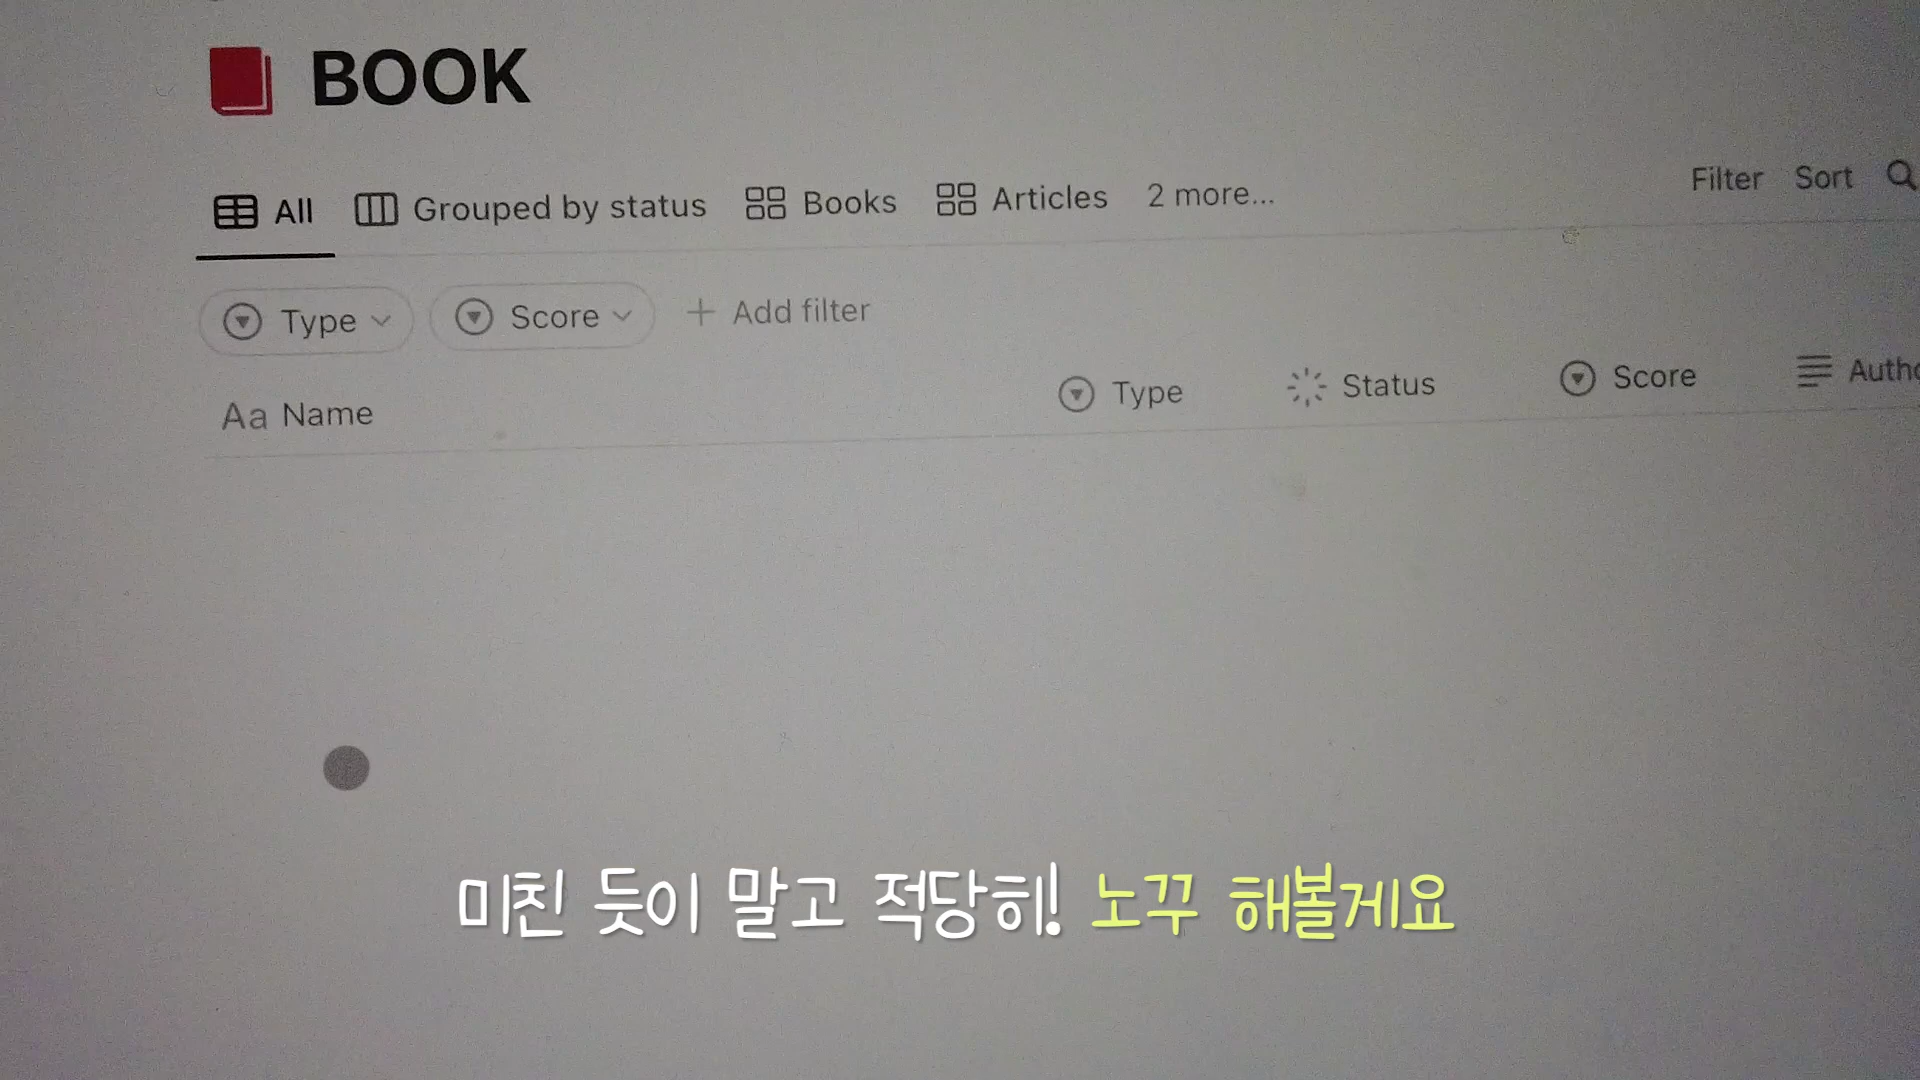 BOOK
All Grouped by status Books Articles 2 more... Filter Sort
Type Score + Add filter
Aa Name Type Status Score Autho
미친 듯이 말고 적당히! 노꾸 해볼게요